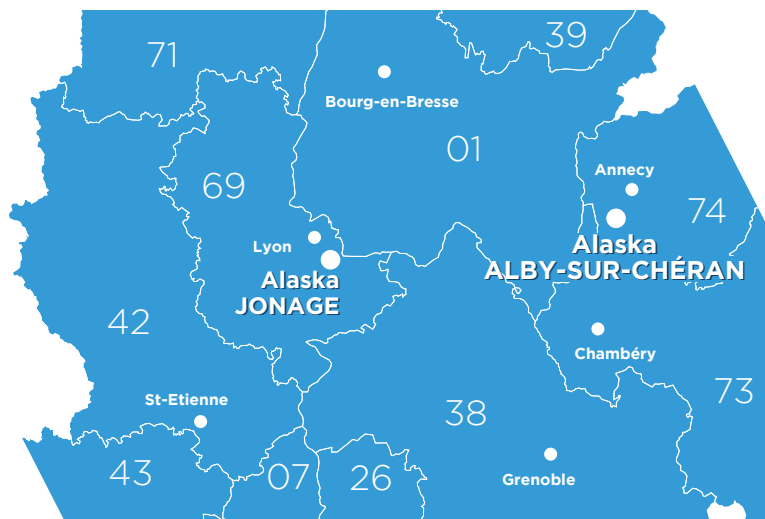 39
71
Bourg-en-Bresse
01
Annecy
69
74
Lyon
Alaska
ALBY-SUR-CHÉRAN
Alaska
JONAGE
42
Chambéry
73
St-Etienne
38
43
07
26
Grenoble